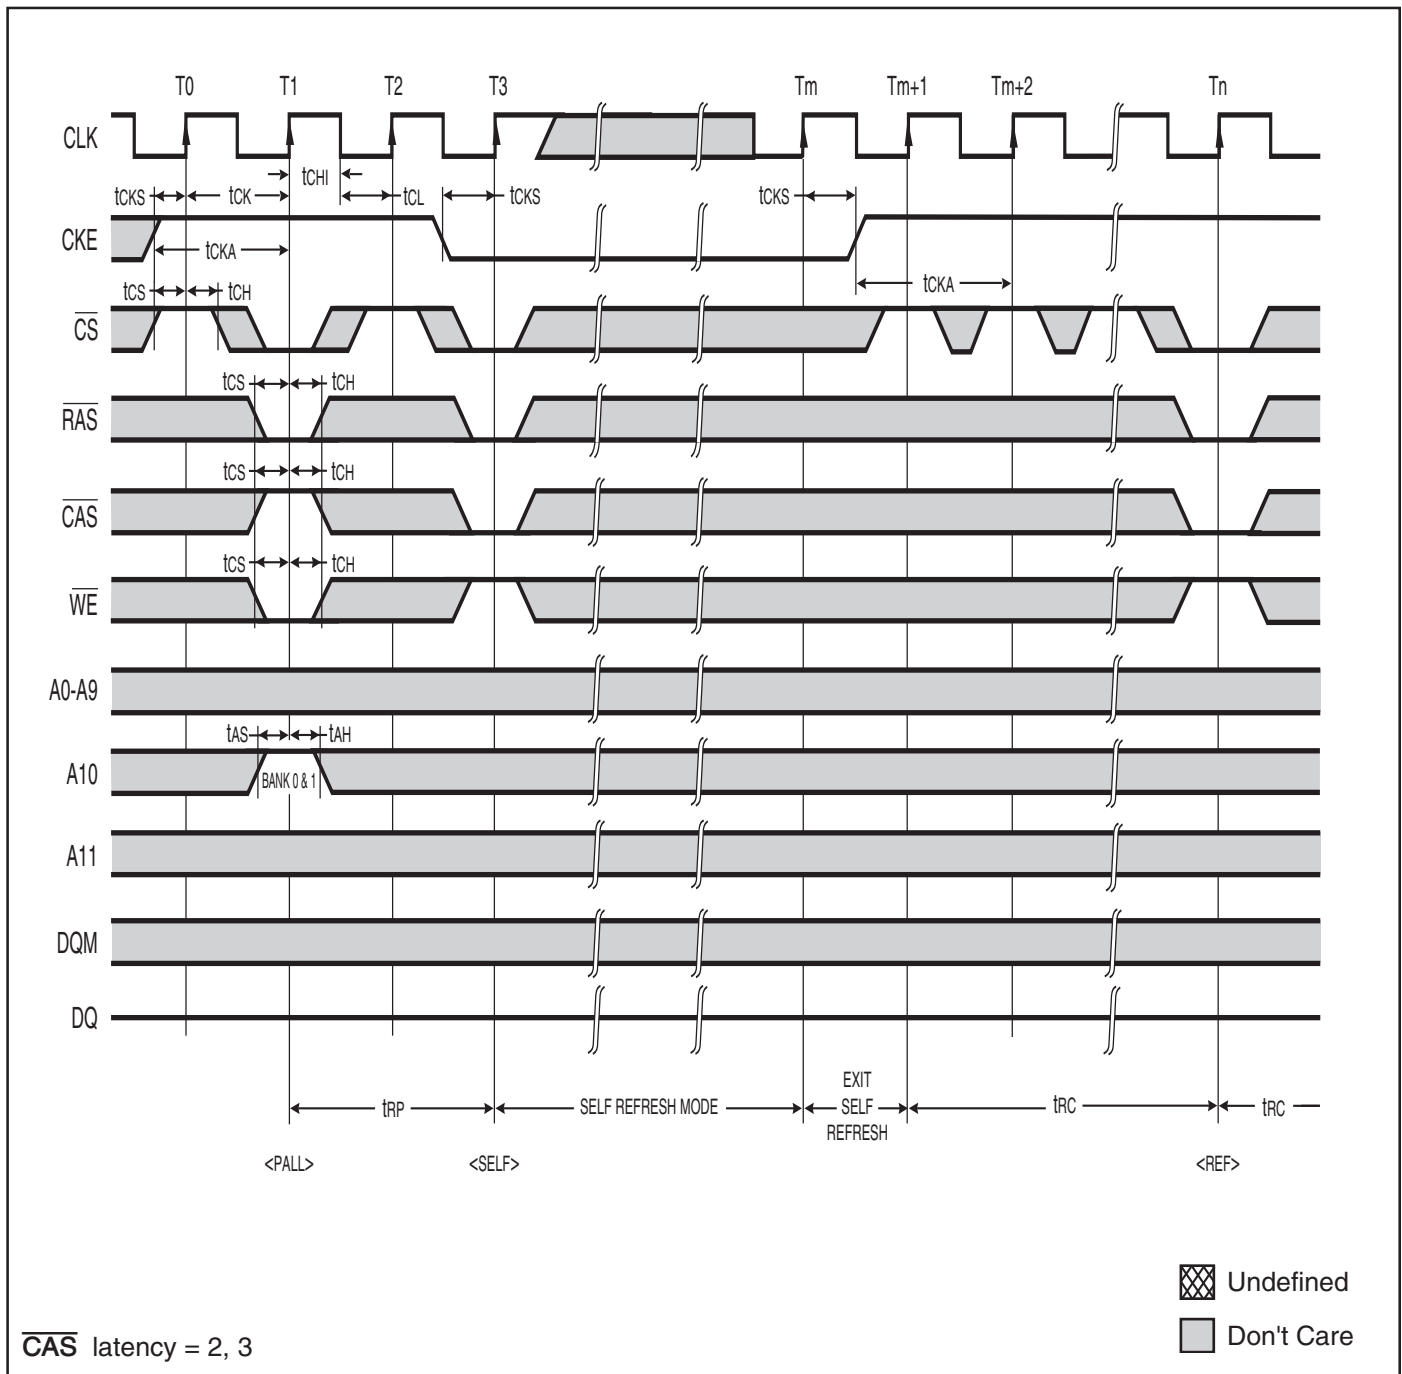 T0 T1 T2 T3 Tm Tm+1 Tm+2 Tn
CLK
tCHI
tCKS tCK tCL tCKS tCKS
CKE
tCKA
tCKA
tCS tCH
CS
tCS tCH
RAS
tCS tCH
CAS
tCS tCH
WE
A0-A9
tAS tAH
A10 BANK 0 & 1
A11
DQM
DQ
EXIT
tRP SELF REFRESH MODE SELF tRC tRC
REFRESH
<PALL> <SELF> <REF>
Undefined
Don't Care
CAS latency = 2, 3